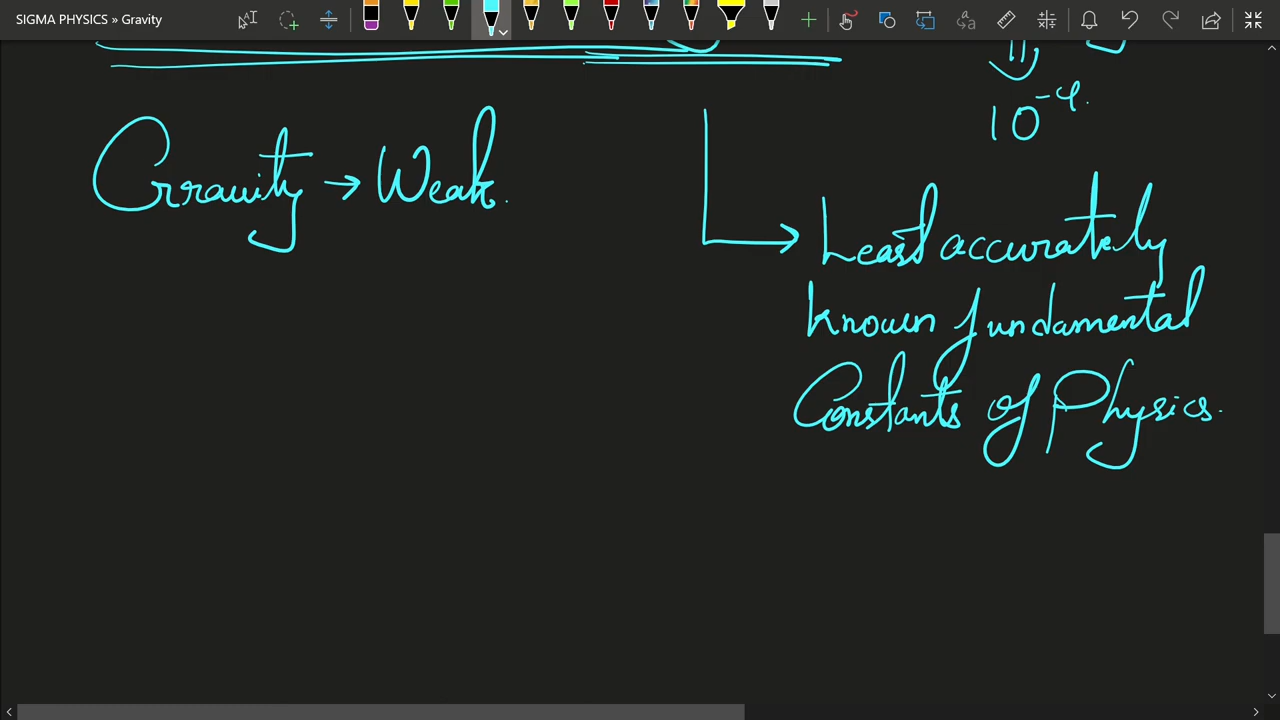 SIGMA PHYSICS » Gravity
10⁻⁴
Gravity → Weak.
Least accurately
known fundamental
Constants of Physics.